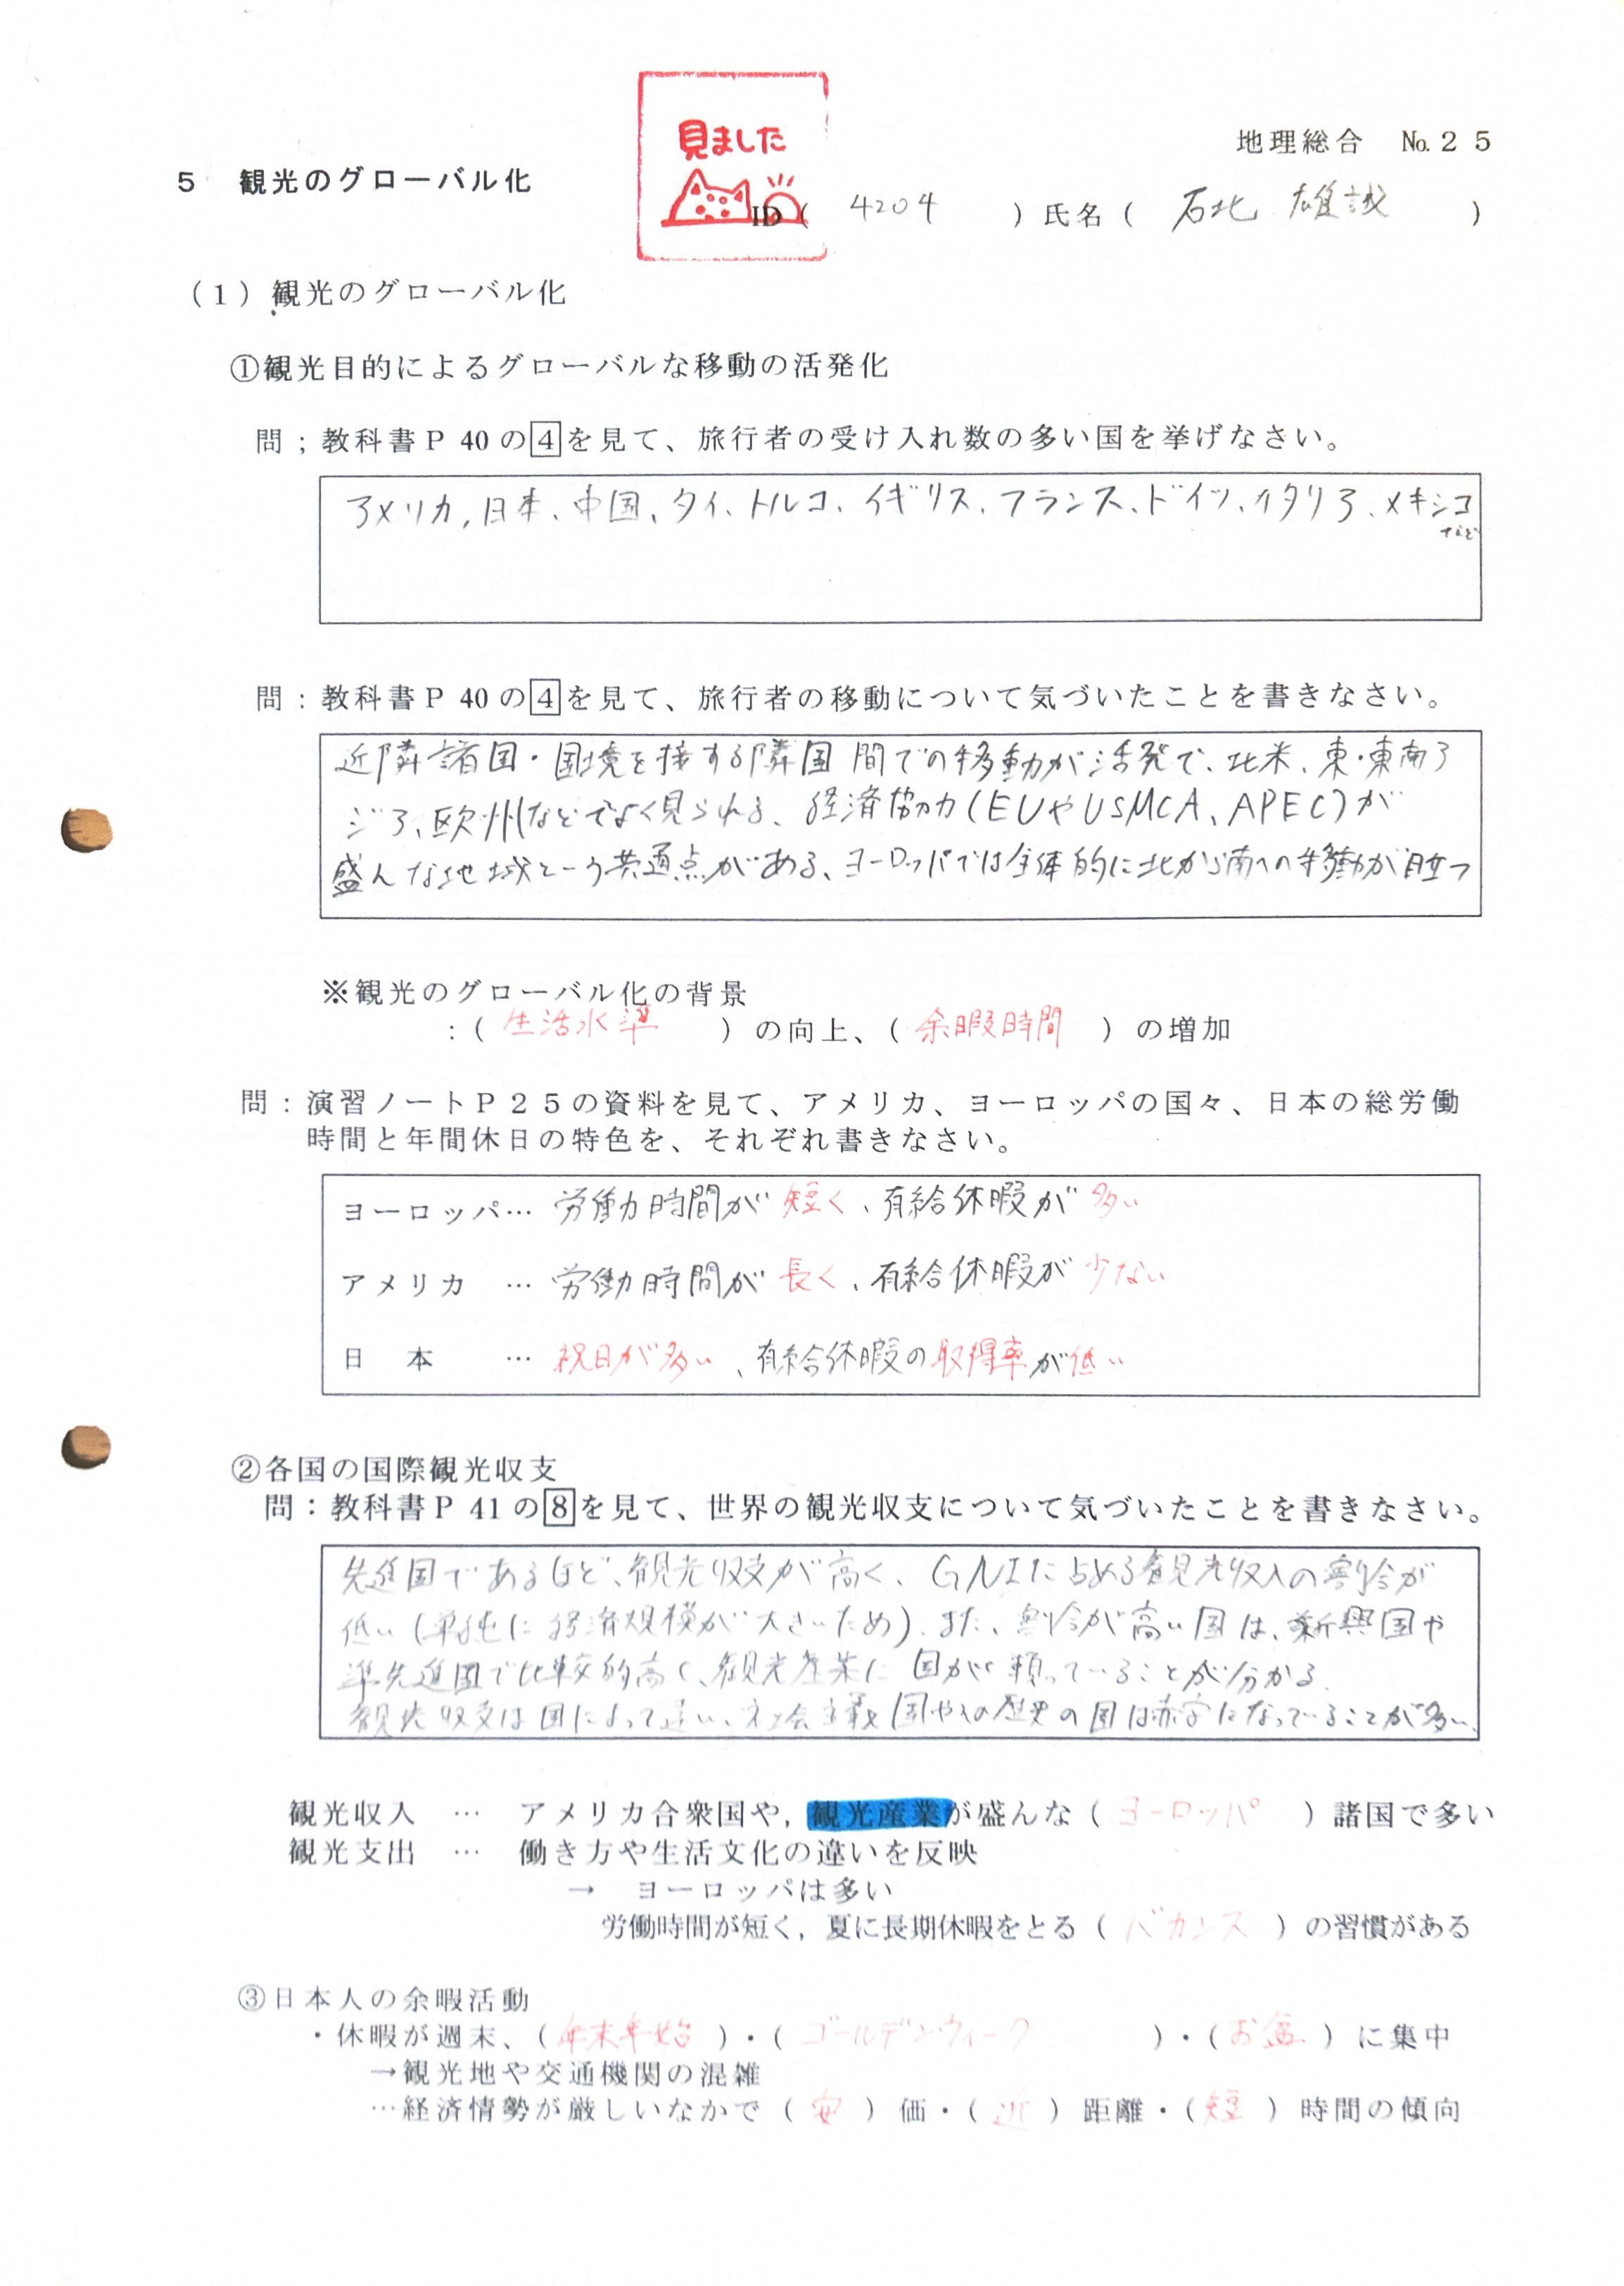 見ました
地理総合 No.25
5 観光のグローバル化
ID( 4204 )氏名( 石北 雄誠 )
(1)観光のグローバル化
①観光目的によるグローバルな移動の活発化
問;教科書P 40の4を見て、旅行者の受け入れ数の多い国を挙げなさい。
アメリカ,日本、中国、タイ、トルコ、イギリス、フランス、ドイツ、イタリア、メキシコ
など
問:教科書P 40の4を見て、旅行者の移動について気づいたことを書きなさい。
近隣諸国・国境を接する隣国間での移動が活発で、北米、東・東南ア
ジア、欧州などでよく見られる、経済協力(EUやUSMCA、APEC)が
盛んな地域という共通点がある、ヨーロッパでは全体的に北から南への移動が目立つ
※観光のグローバル化の背景
:( 生活水準 )の向上、( 余暇時間 )の増加
問:演習ノートP25の資料を見て、アメリカ、ヨーロッパの国々、日本の総労働
時間と年間休日の特色を、それぞれ書きなさい。
ヨーロッパ… 労働時間が短く、有給休暇が多い
アメリカ … 労働時間が長く、有給休暇が少ない
日 本 … 祝日が多い、有給休暇の取得率が低い
②各国の国際観光収支
問:教科書P 41の8を見て、世界の観光収支について気づいたことを書きなさい。
先進国であるほど、観光収支が高く、GNIに占める観光収入の割合が
低い(単純に経済規模が大きいため)、また、割合が高い国は、新興国や
準先進国で比較的高く、観光産業に国が頼っていることが分かる。
観光収支は国によって違い、社会主義国やその歴史の国は赤字になっていることが多い、
観光収入 … アメリカ合衆国や,観光産業が盛んな( ヨーロッパ )諸国で多い
観光支出 … 働き方や生活文化の違いを反映
→ ヨーロッパは多い
労働時間が短く,夏に長期休暇をとる( バカンス )の習慣がある
③日本人の余暇活動
・休暇が週末、( 年末年始 )・( ゴールデンウィーク )・( お盆 )に集中
→観光地や交通機関の混雑
…経済情勢が厳しいなかで( 安 )価・( 近 )距離・( 短 )時間の傾向